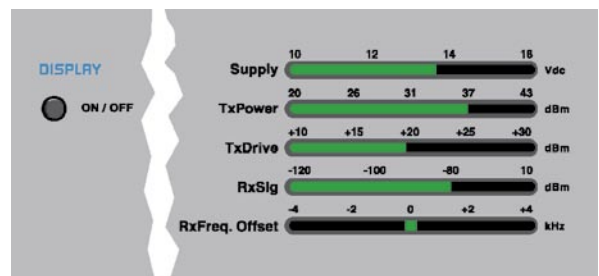 DISPLAY
ON / OFF
10 12 14 16
Supply Vdc
20 26 31 37 43
TxPower dBm
+10 +15 +20 +25 +30
TxDrive dBm
-120 -100 -80 10
RxSig dBm
-4 -2 0 +2 +4
RxFreq. Offset kHz